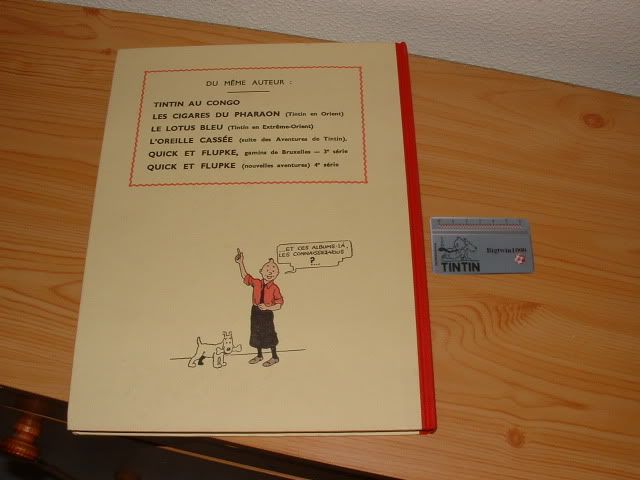 DU MÊME AUTEUR :
TINTIN AU CONGO
LES CIGARES DU PHARAON (Tintin en Orient)
LE LOTUS BLEU (Tintin en Extrême-Orient)
L'OREILLE CASSÉE (suite des Aventures de Tintin),
QUICK ET FLUPKE, gamins de Bruxelles — 3e série
QUICK ET FLUPKE (nouvelles aventures) 4e série
...ET CES ALBUMS-LÀ,
LES CONNAISSEZ-VOUS
?...
Bigtwin1000
TINTIN